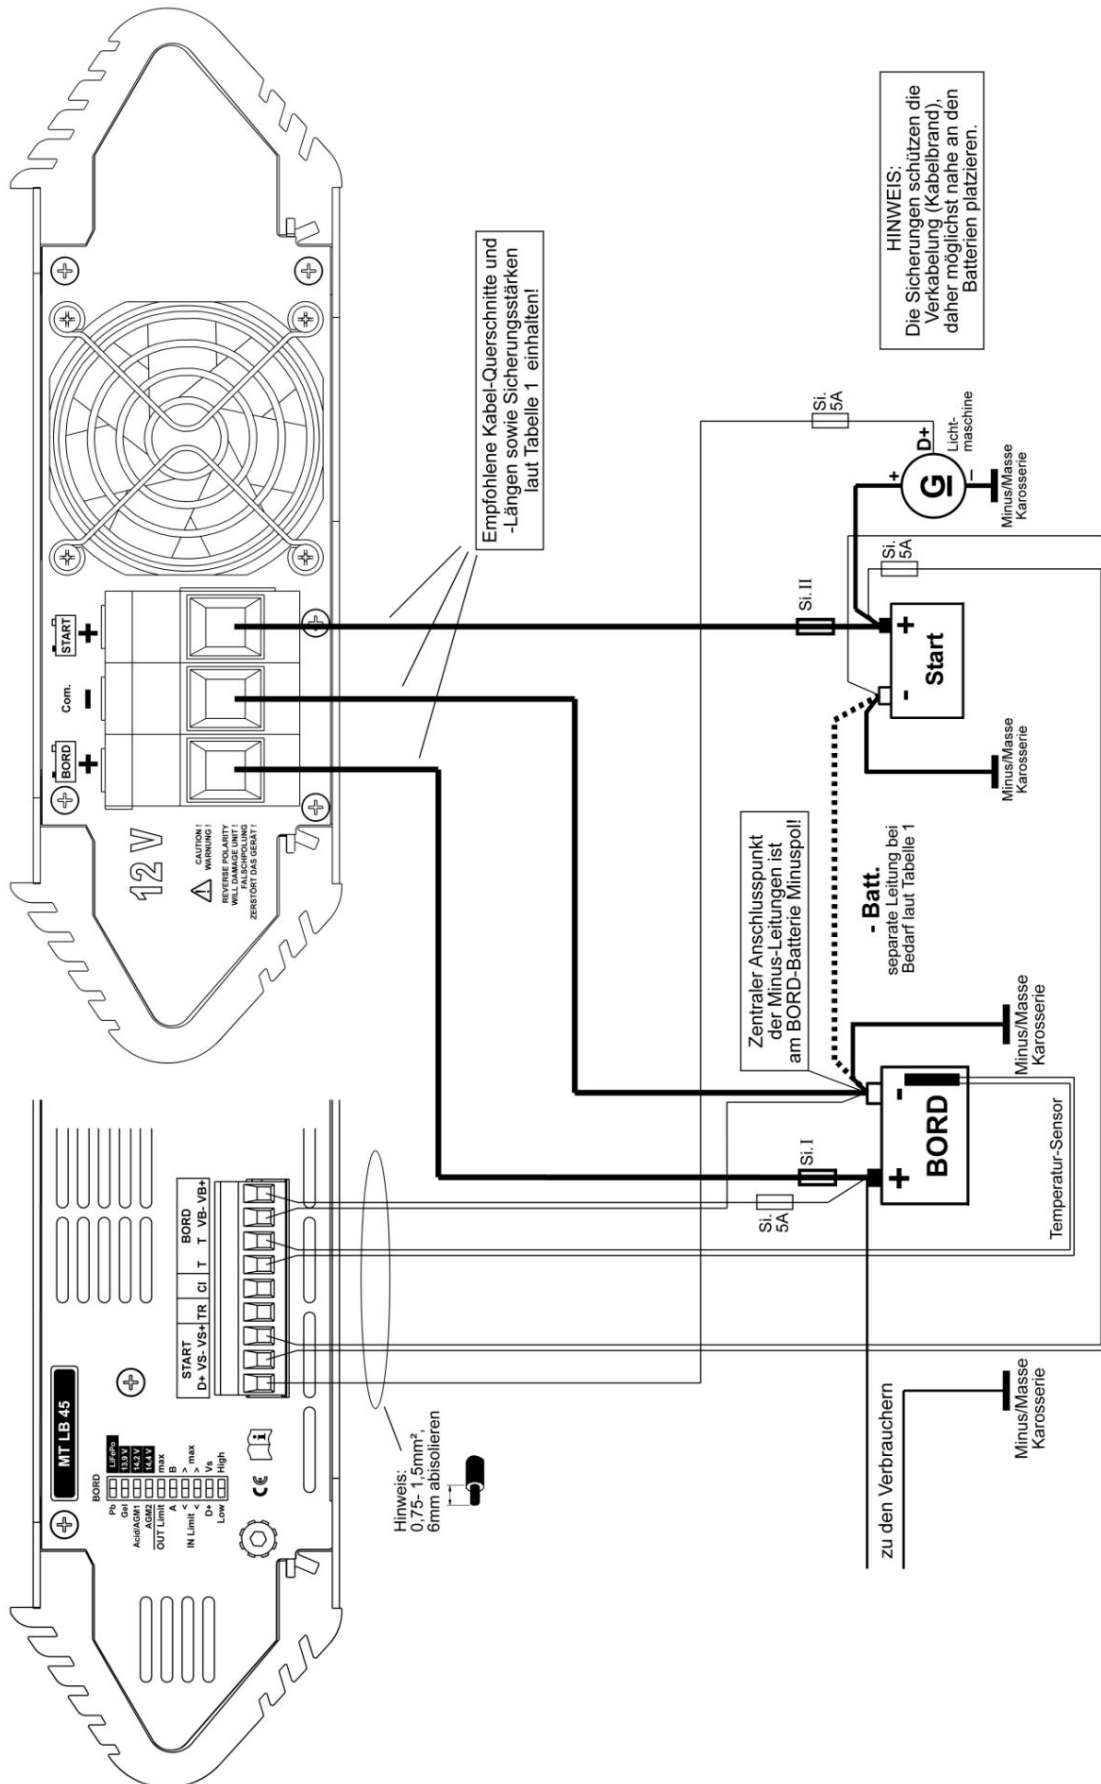 MT LB 45
BORD
Pb LiFePo
Gel 13,9 V
Acid/AGM1 14,2 V
AGM2 14,4 V
OUT Limit max
A B
IN Limit < > max
< >
D+ Vs
Low High
CE
i
START
BORD
D+ VS- VS+ TR CI T T VB- VB+
Hinweis:
0,75- 1,5mm²,
6mm abisolieren
12 V
CAUTION !
WARNUNG !
REVERSE POLARITY
WILL DAMAGE UNIT !
FALSCHPOLUNG
ZERSTÖRT DAS GERÄT !
BORD
+
Com.
-
START
+
Empfohlene Kabel-Querschnitte und
-Längen sowie Sicherungsstärken
laut Tabelle 1 einhalten!
HINWEIS:
Die Sicherungen schützen die
Verkabelung (Kabelbrand),
daher möglichst nahe an den
Batterien platzieren.
Zentraler Anschlusspunkt
der Minus-Leitungen ist
am BORD-Batterie Minuspol!
- Batt.
separate Leitung bei
Bedarf laut Tabelle 1
Si. I
Si.
5A
Si. II
Si.
5A
Si.
5A
+ -
BORD
- +
Start
+
D+
G
-
Licht-
maschine
Minus/Masse
Karosserie
Minus/Masse
Karosserie
Minus/Masse
Karosserie
Minus/Masse
Karosserie
Temperatur-Sensor
zu den Verbrauchern